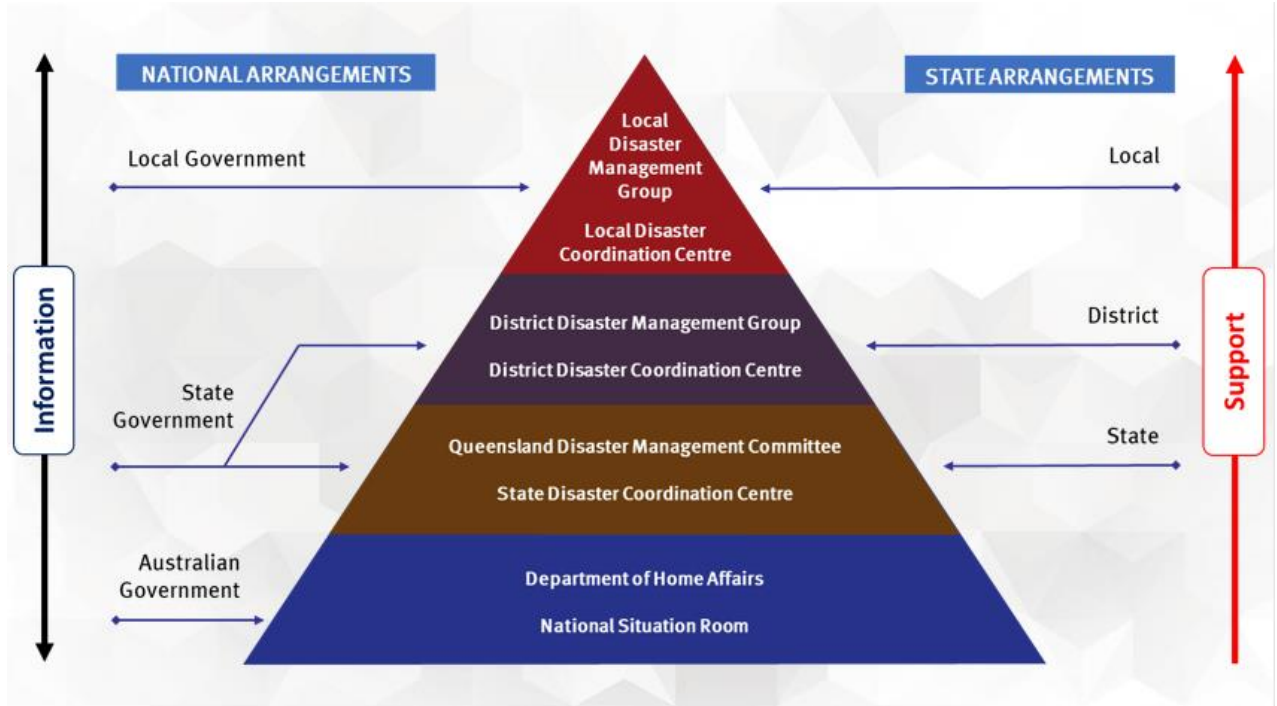 NATIONAL ARRANGEMENTS
STATE ARRANGEMENTS
Local
Disaster
Management
Group
Local Disaster
Coordination Centre
Local Government
Local
District Disaster Management Group
District Disaster Coordination Centre
District
State
Government
Queensland Disaster Management Committee
State Disaster Coordination Centre
State
Australian
Government
Department of Home Affairs
National Situation Room
Information
Support